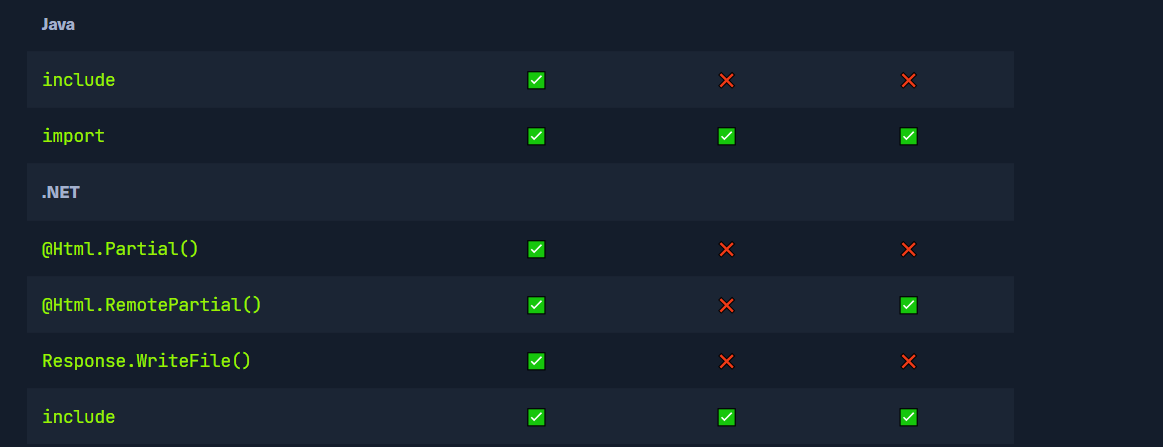 Java
include ✅ ❌ ❌
import ✅ ✅ ✅
.NET
@Html.Partial() ✅ ❌ ❌
@Html.RemotePartial() ✅ ❌ ✅
Response.WriteFile() ✅ ❌ ❌
include ✅ ✅ ✅